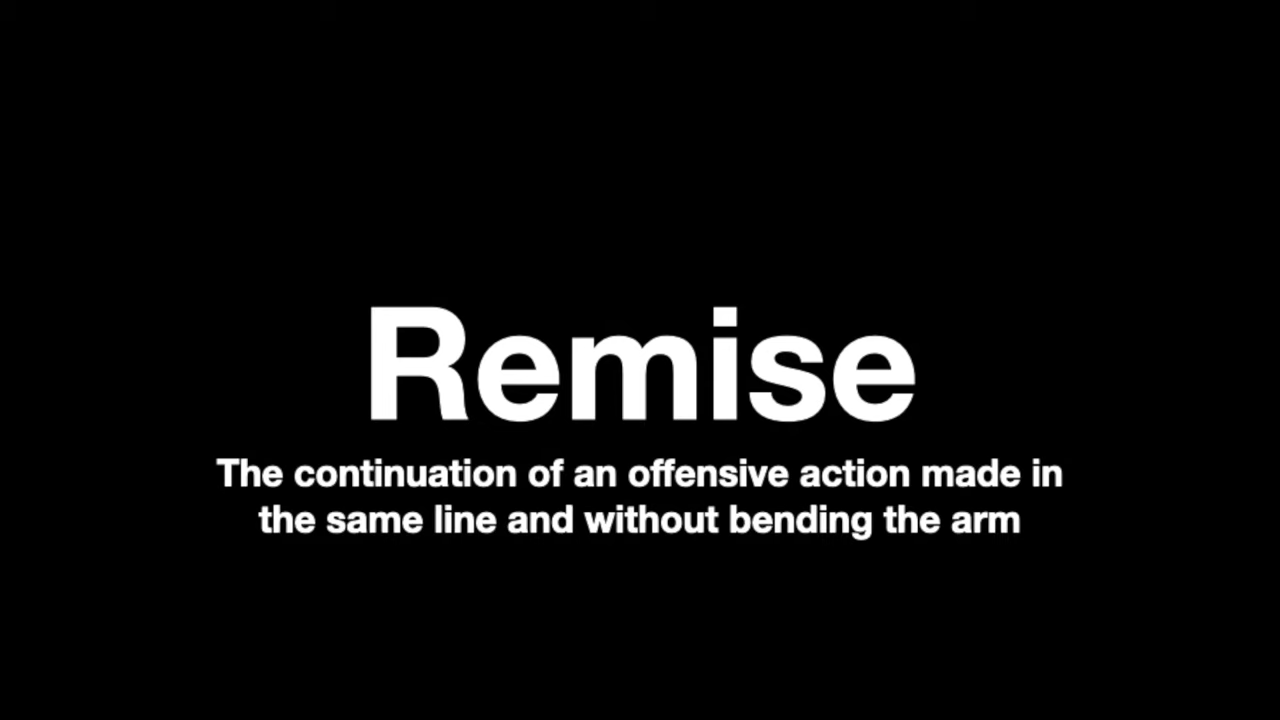 Remise
The continuation of an offensive action made in
the same line and without bending the arm